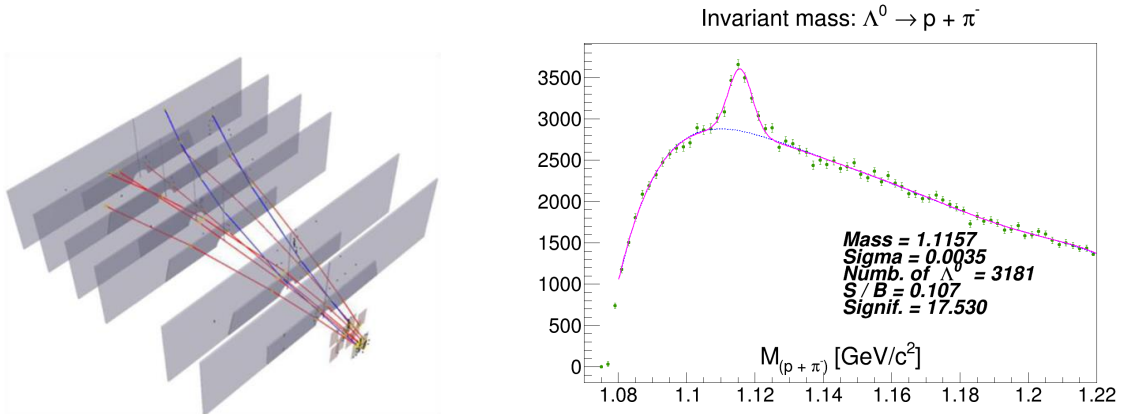 Invariant mass: Λ⁰ → p + π⁻
3500
3000
2500
2000
1500
1000
500
0
Mass = 1.1157
Sigma = 0.0035
Numb. of Λ⁰ = 3181
S / B = 0.107
Signif. = 17.530
M(p + π⁻) [GeV/c²]
1.08 1.1 1.12 1.14 1.16 1.18 1.2 1.22